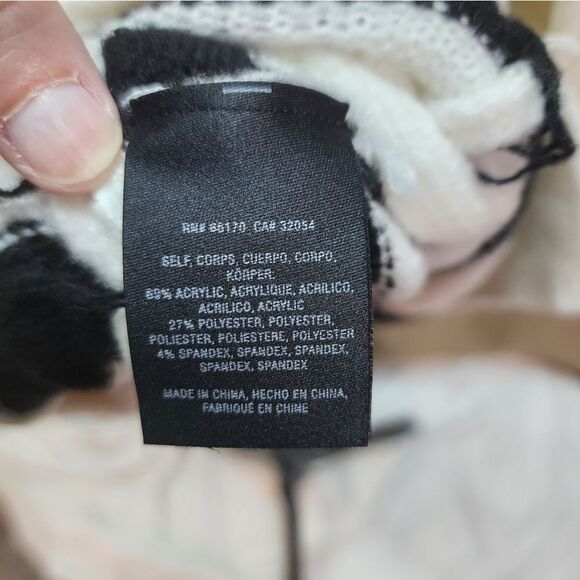 RN# 66170 CA# 32054
SELF, CORPS, CUERPO, CORPO,
KÖRPER:
69% ACRYLIC, ACRYLIQUE, ACRILICO,
ACRILICO, ACRYLIC
27% POLYESTER, POLYESTER,
POLIESTER, POLIESTERE, POLYESTER
4% SPANDEX, SPANDEX, SPANDEX,
SPANDEX, SPANDEX
MADE IN CHINA, HECHO EN CHINA,
FABRIQUÉ EN CHINE